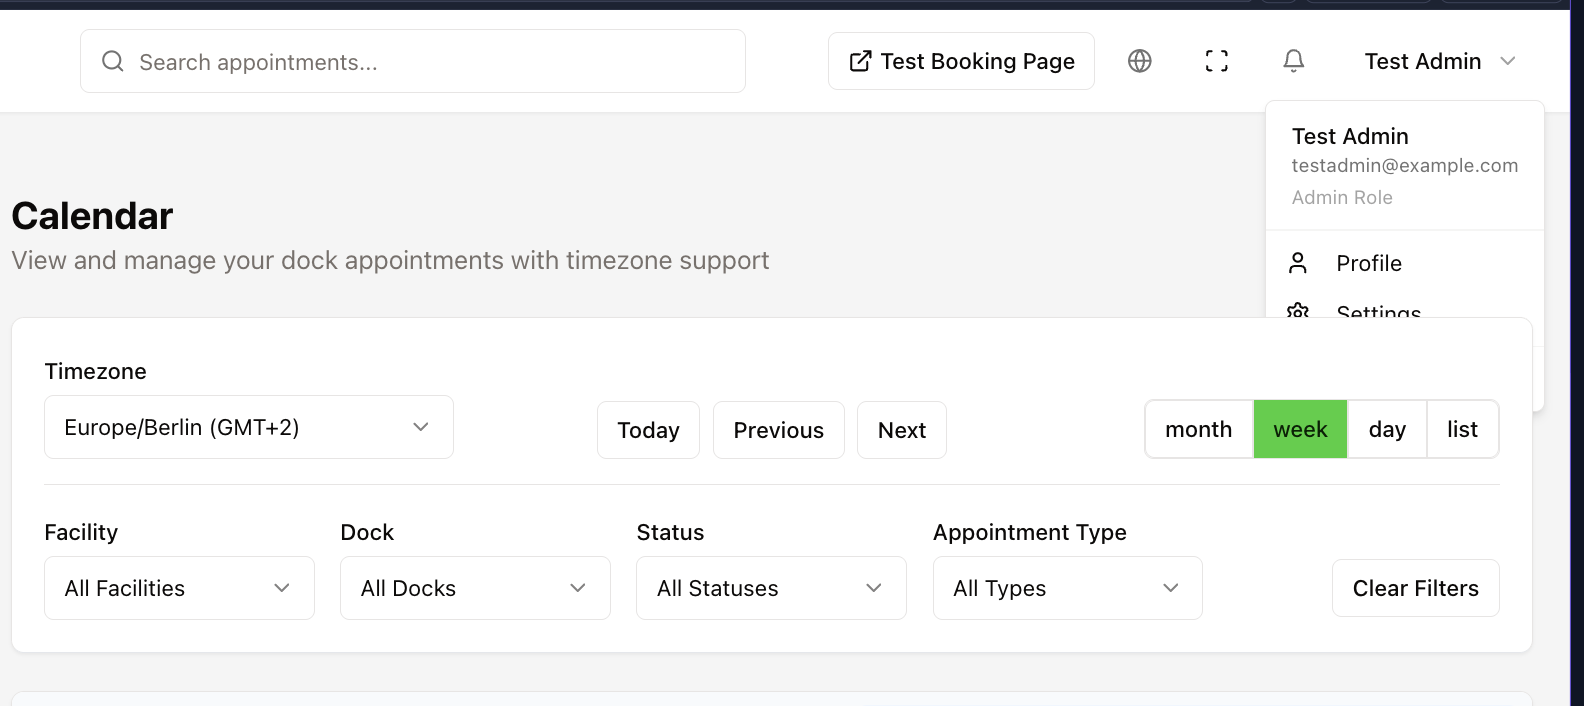 Search appointments...
Test Booking Page
Test Admin
Test Admin
testadmin@example.com
Admin Role
Profile
Settings
Calendar
View and manage your dock appointments with timezone support
Timezone
Europe/Berlin (GMT+2)
Today
Previous
Next
month
week
day
list
Facility
Dock
Status
Appointment Type
All Facilities
All Docks
All Statuses
All Types
Clear Filters